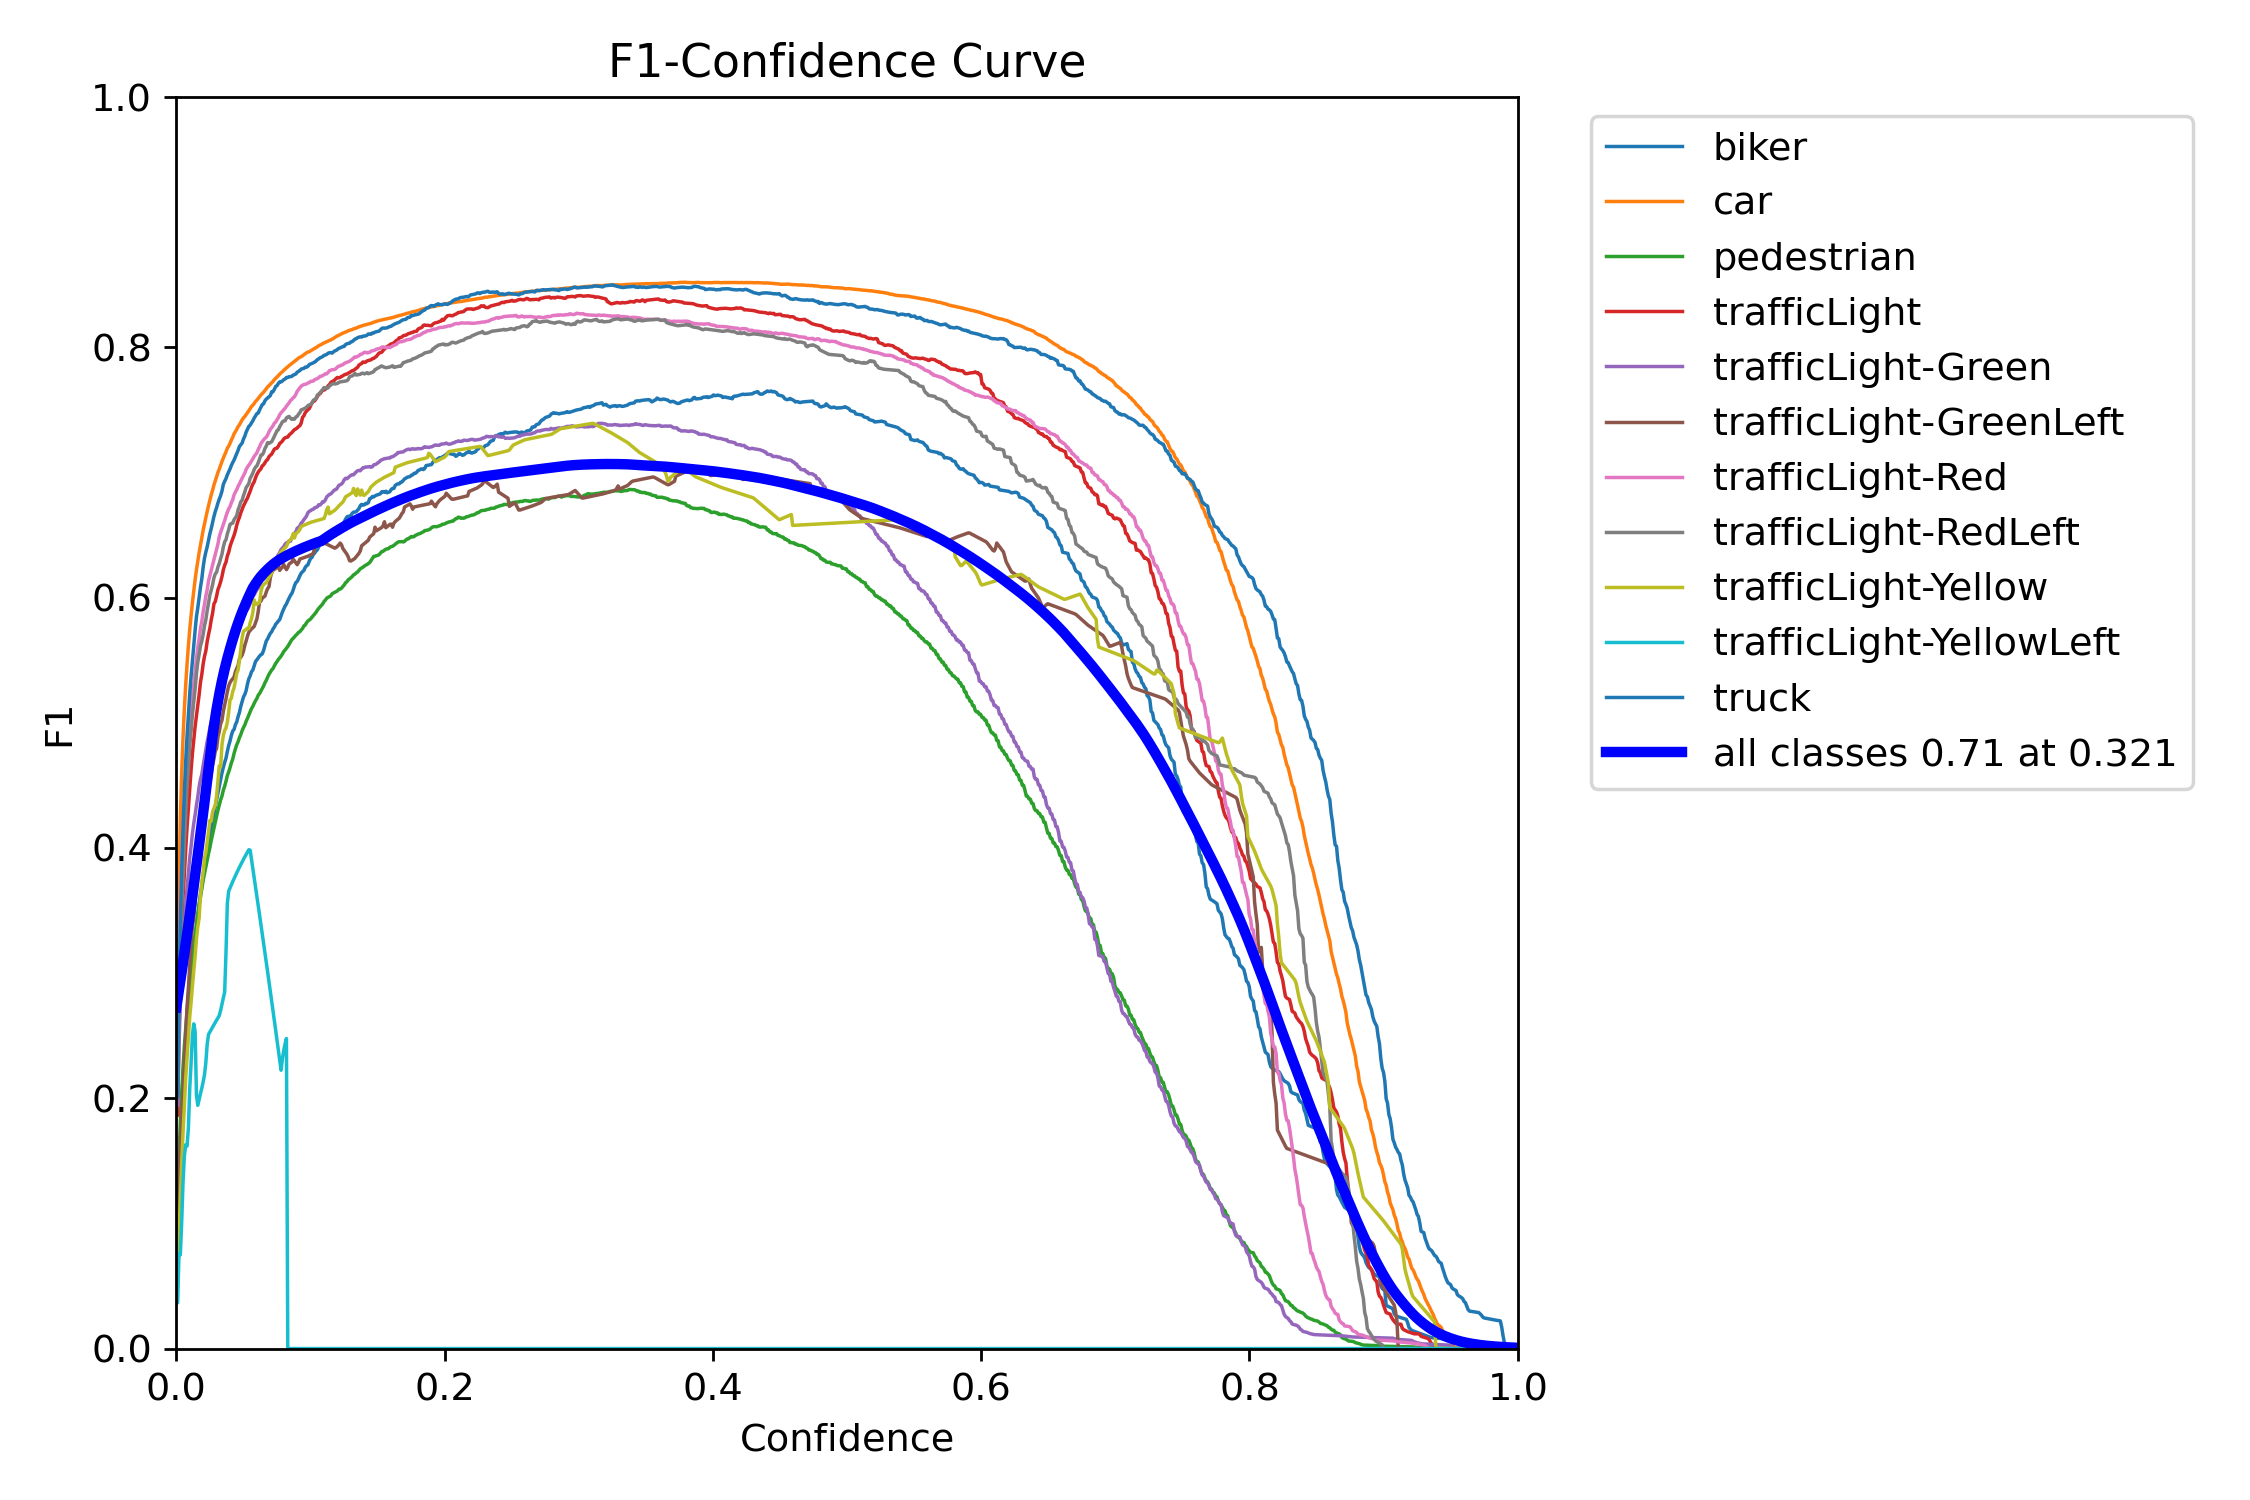 F1-Confidence Curve
1.0
0.8
0.6
0.4
0.2
0.0
F1
0.0 0.2 0.4 0.6 0.8 1.0
Confidence
biker
car
pedestrian
trafficLight
trafficLight-Green
trafficLight-GreenLeft
trafficLight-Red
trafficLight-RedLeft
trafficLight-Yellow
trafficLight-YellowLeft
truck
all classes 0.71 at 0.321